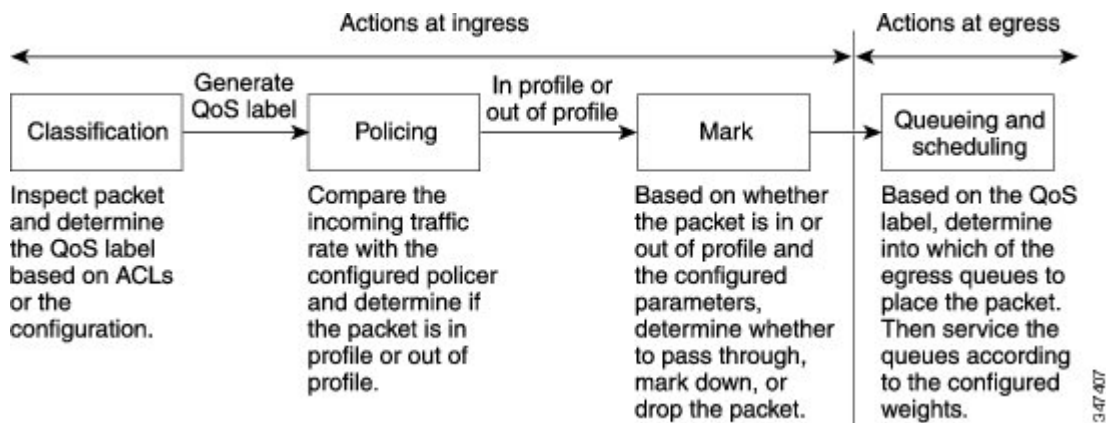 Actions at ingress
Actions at egress
Generate
QoS label
In profile or
out of profile
Classification
Policing
Mark
Queueing and
scheduling
Inspect packet
and determine
the QoS label
based on ACLs
or the
configuration.
Compare the
incoming traffic
rate with the
configured policer
and determine if
the packet is in
profile or out of
profile.
Based on whether
the packet is in or
out of profile and
the configured
parameters,
determine whether
to pass through,
mark down, or
drop the packet.
Based on the QoS
label, determine
into which of the
egress queues to
place the packet.
Then service the
queues according
to the configured
weights.
347407